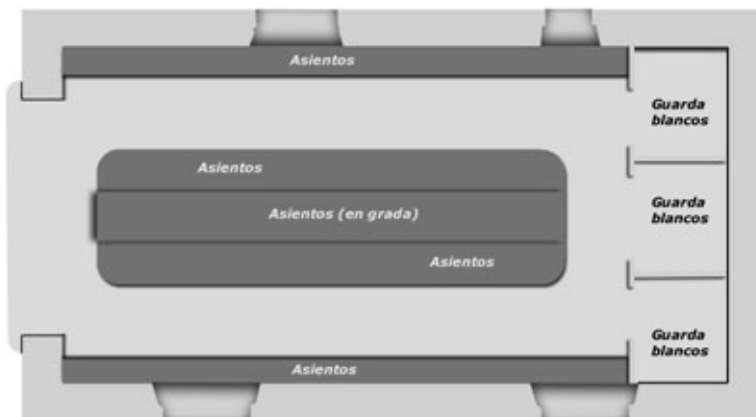 Asientos
Guarda
blancos
Asientos
Asientos (en grada)
Guarda
blancos
Asientos
Guarda
blancos
Asientos